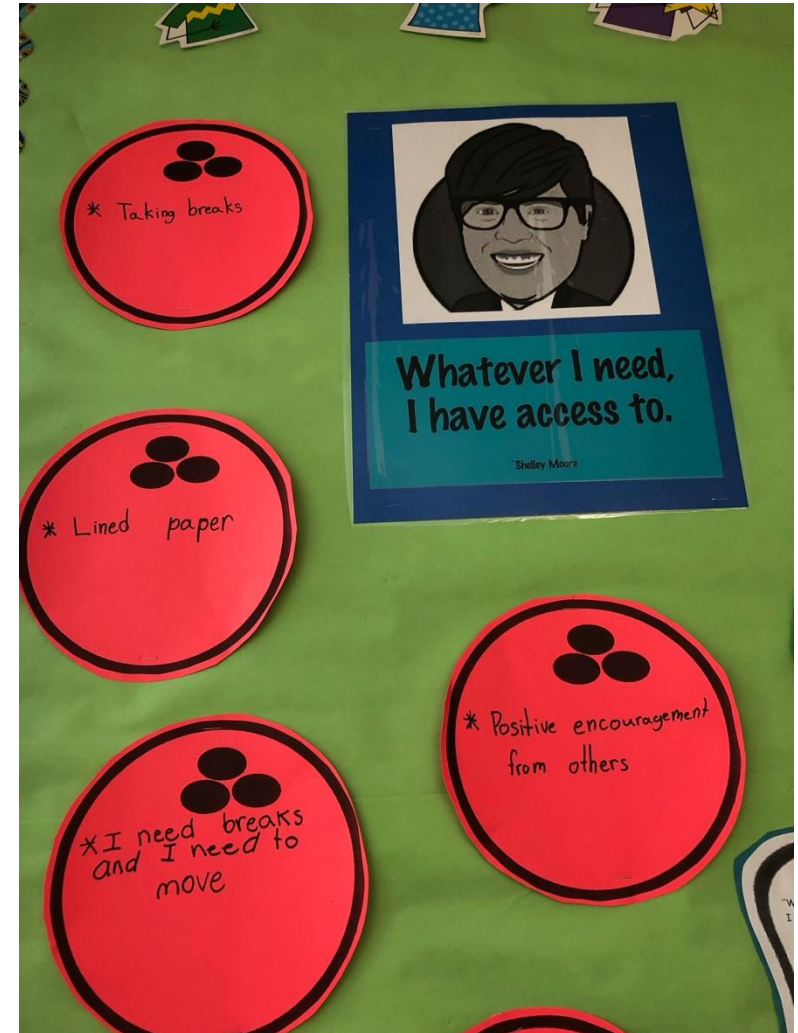 * Taking breaks
Whatever I need,
I have access to.
~Shelley Moore
* Lined paper
* Positive encouragement
from others
*I need breaks
and I need to
move
"W
I